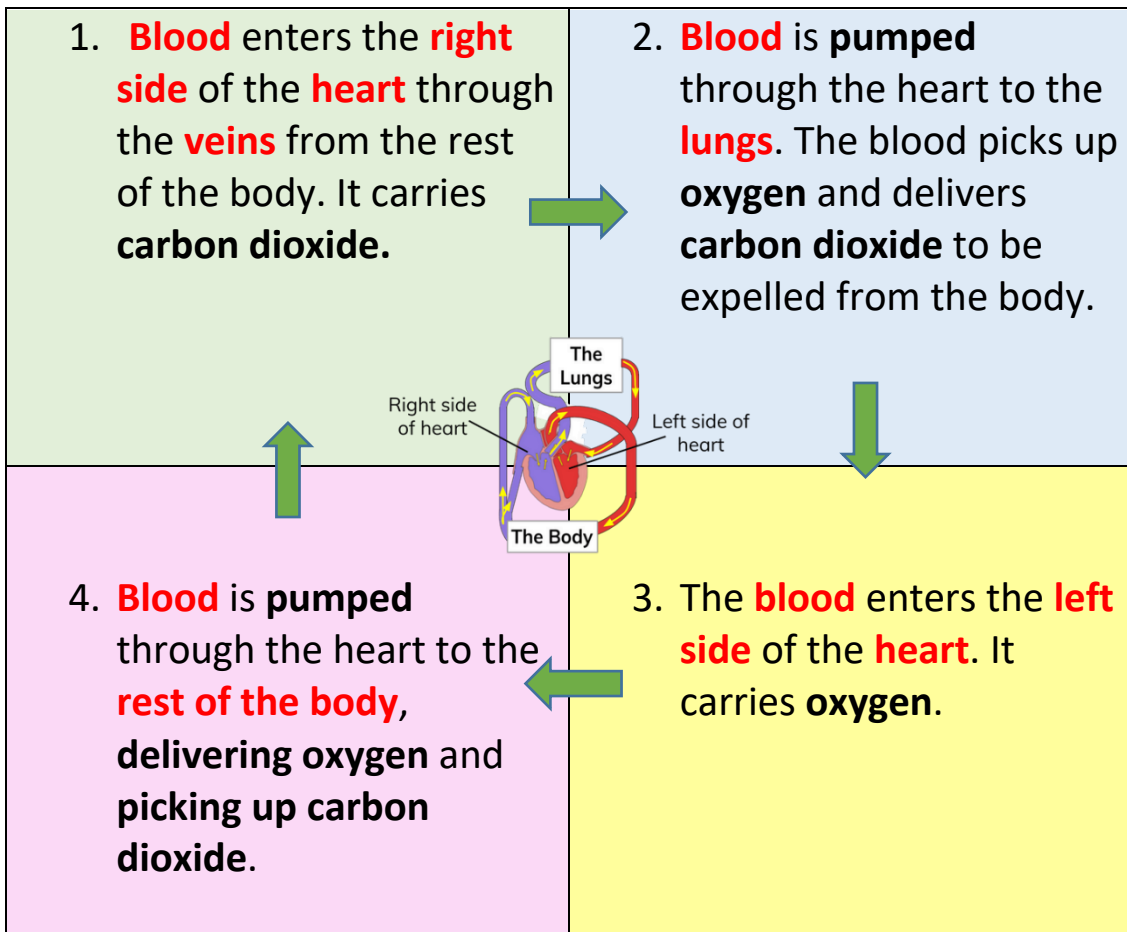 1. Blood enters the right
side of the heart through
the veins from the rest
of the body. It carries
carbon dioxide.
2. Blood is pumped
through the heart to the
lungs. The blood picks up
oxygen and delivers
carbon dioxide to be
expelled from the body.
The
Lungs
Right side
of heart
Left side of
heart
The Body
4. Blood is pumped
through the heart to the
rest of the body,
delivering oxygen and
picking up carbon
dioxide.
3. The blood enters the left
side of the heart. It
carries oxygen.